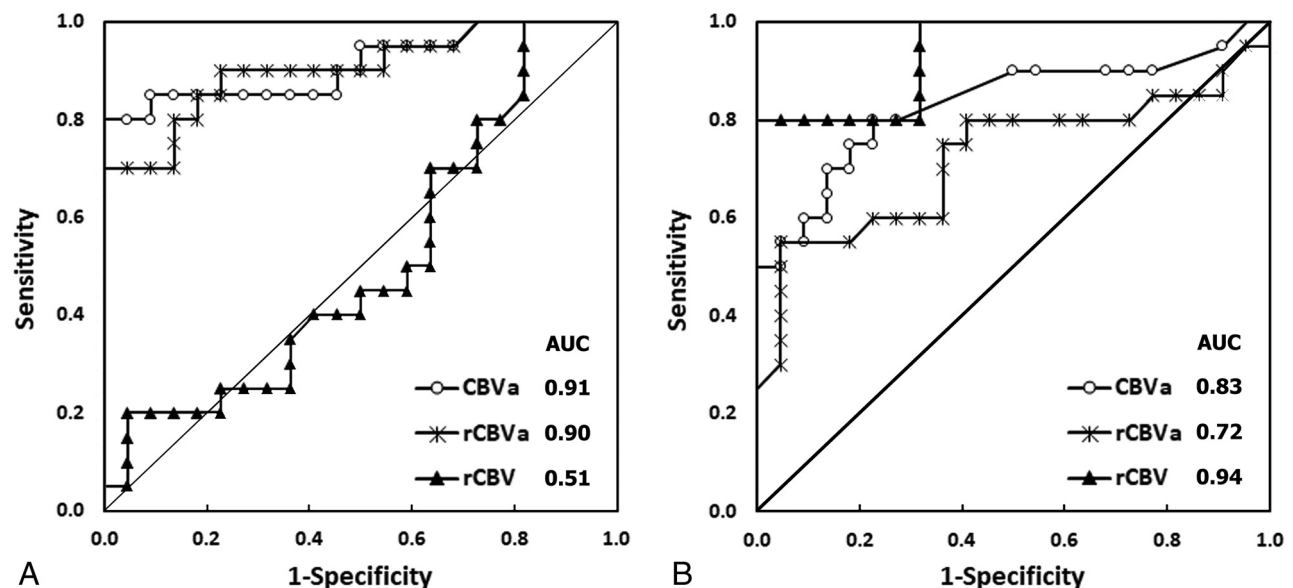 1.0
0.8
0.6
0.4
0.2
0.0
Sensitivity
0.0 0.2 0.4 0.6 0.8 1.0
1-Specificity
AUC
CBVa 0.91
rCBVa 0.90
rCBV 0.51
A
1.0
0.8
0.6
0.4
0.2
0.0
Sensitivity
0.0 0.2 0.4 0.6 0.8 1.0
1-Specificity
AUC
CBVa 0.83
rCBVa 0.72
rCBV 0.94
B